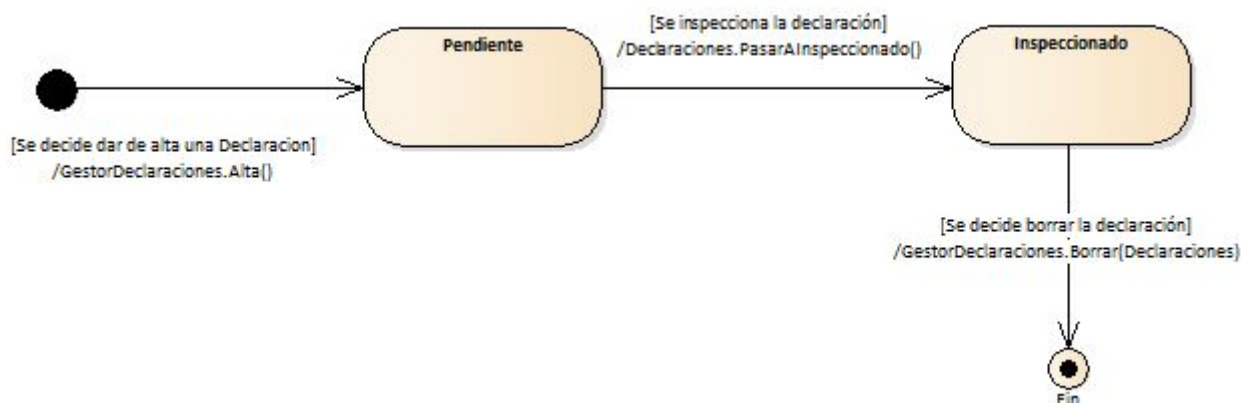 [Se inspecciona la declaración]
/Declaraciones.PasarAInspeccionado()
Pendiente
Inspeccionado
[Se decide dar de alta una Declaracion]
/GestorDeclaraciones.Alta()
[Se decide borrar la declaración]
/GestorDeclaraciones.Borrar(Declaraciones)
Fin